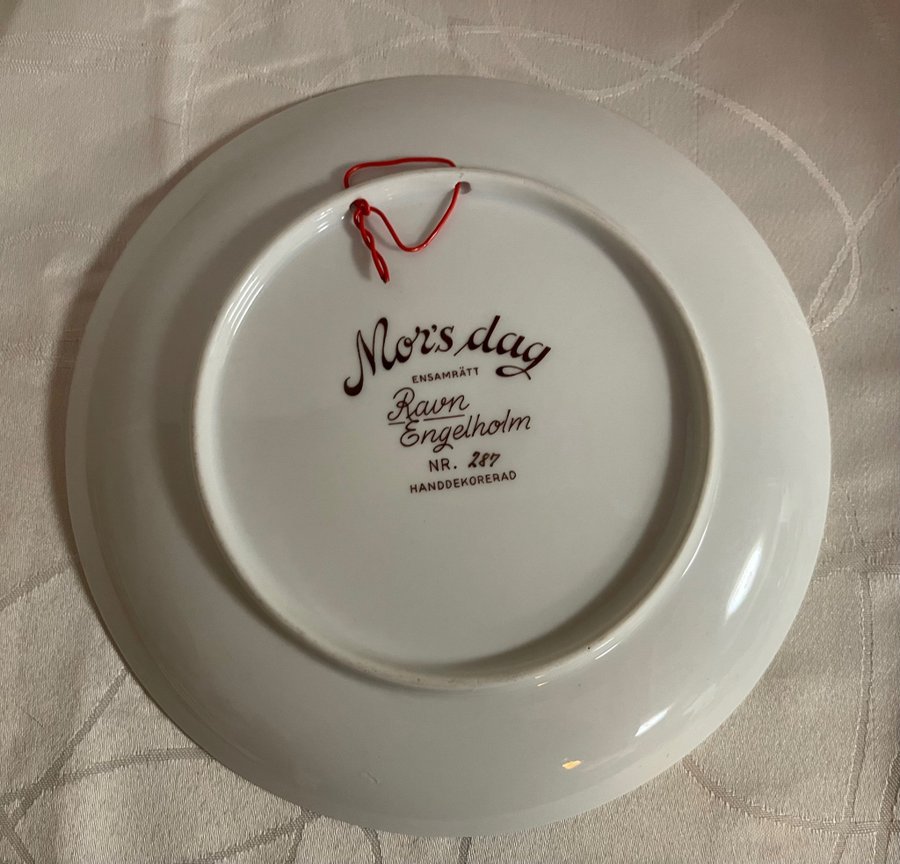 Mor's dag
ENSAMRÄTT
Ravn
Engelholm
NR. 287
HANDDEKORERAD